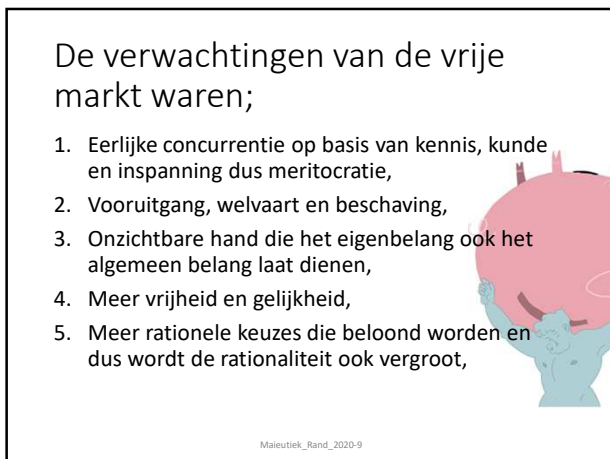 De verwachtingen van de vrije
markt waren;
1. Eerlijke concurrentie op basis van kennis, kunde
en inspanning dus meritocratie,
2. Vooruitgang, welvaart en beschaving,
3. Onzichtbare hand die het eigenbelang ook het
algemeen belang laat dienen,
4. Meer vrijheid en gelijkheid,
5. Meer rationele keuzes die beloond worden en
dus wordt de rationaliteit ook vergroot,
Maieutiek_Rand_2020-9